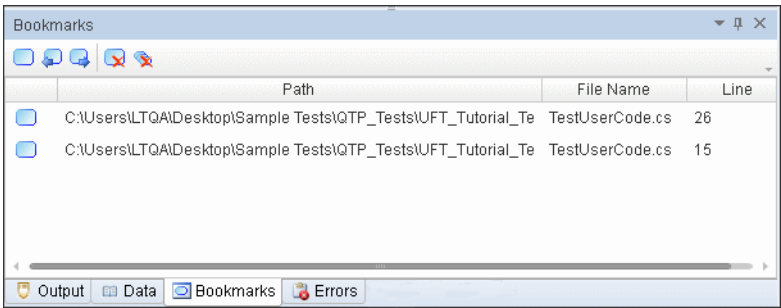 Bookmarks
Path File Name Line
C:\Users\LTQA\Desktop\Sample Tests\QTP_Tests\UFT_Tutorial_Te TestUserCode.cs 26
C:\Users\LTQA\Desktop\Sample Tests\QTP_Tests\UFT_Tutorial_Te TestUserCode.cs 15
Output Data Bookmarks Errors